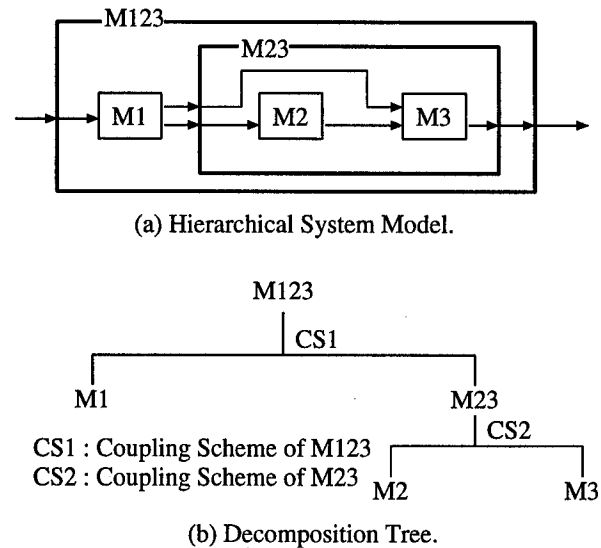 M123
M23
M1
M2
M3
(a) Hierarchical System Model.
M123
CS1
M1
M23
CS2
CS1 : Coupling Scheme of M123
CS2 : Coupling Scheme of M23
M2
M3
(b) Decomposition Tree.